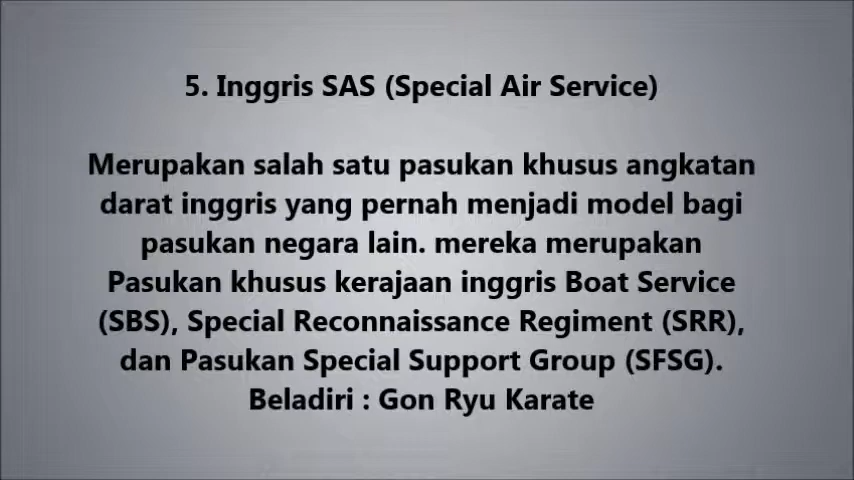 5. Inggris SAS (Special Air Service)
Merupakan salah satu pasukan khusus angkatan
darat inggris yang pernah menjadi model bagi
pasukan negara lain. mereka merupakan
Pasukan khusus kerajaan inggris Boat Service
(SBS), Special Reconnaissance Regiment (SRR),
dan Pasukan Special Support Group (SFSG).
Beladiri : Gon Ryu Karate